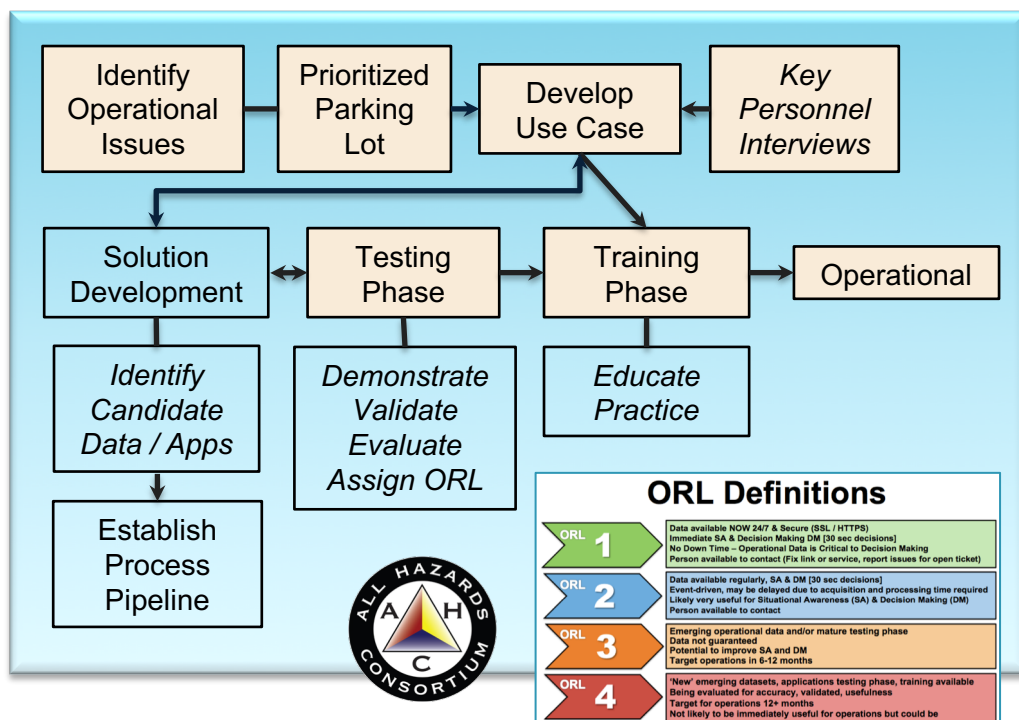 Identify
Operational
Issues
Prioritized
Parking
Lot
Develop
Use Case
Key
Personnel
Interviews
Solution
Development
Testing
Phase
Training
Phase
Operational
Identify
Candidate
Data / Apps
Demonstrate
Validate
Evaluate
Assign ORL
Educate
Practice
Establish
Process
Pipeline
ALL HAZARDS
CONSORTIUM
A H
C
ORL Definitions
ORL 1
Data available NOW 24/7 & Secure (SSL / HTTPS)
Immediate SA & Decision Making DM [30 sec decisions]
No Down Time – Operational Data is Critical to Decision Making
Person available to contact (Fix link or service, report issues for open ticket)
ORL 2
Data available regularly, SA & DM [30 sec decisions]
Event-driven, may be delayed due to acquisition and processing time required
Likely very useful for Situational Awareness (SA) & Decision Making (DM)
Person available to contact
ORL 3
Emerging operational data and/or mature testing phase
Data not guaranteed
Potential to improve SA and DM
Target operations in 6-12 months
ORL 4
'New' emerging datasets, applications testing phase, training available
Being evaluated for accuracy, validated, usefulness
Target for operations 12+ months
Not likely to be immediately useful for operations but could be